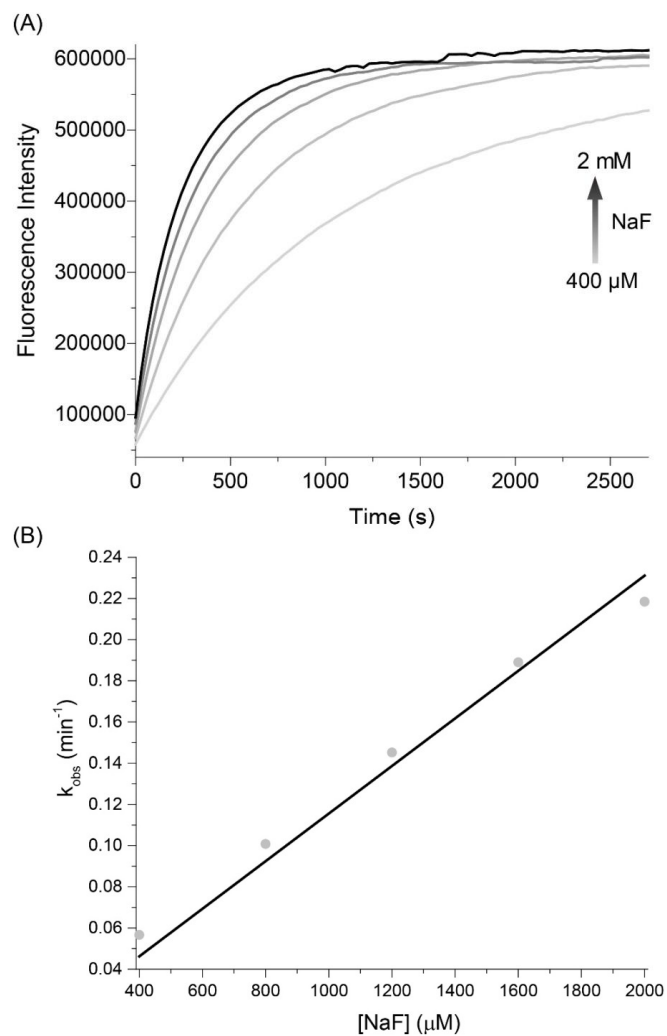 (A)
600000
500000
400000
300000
200000
100000
Fluorescence Intensity
2 mM
NaF
400 µM
0 500 1000 1500 2000 2500
Time (s)
(B)
0.24
0.22
0.20
0.18
0.16
0.14
0.12
0.10
0.08
0.06
0.04
k_obs (min⁻¹)
400 600 800 1000 1200 1400 1600 1800 2000
[NaF] (µM)